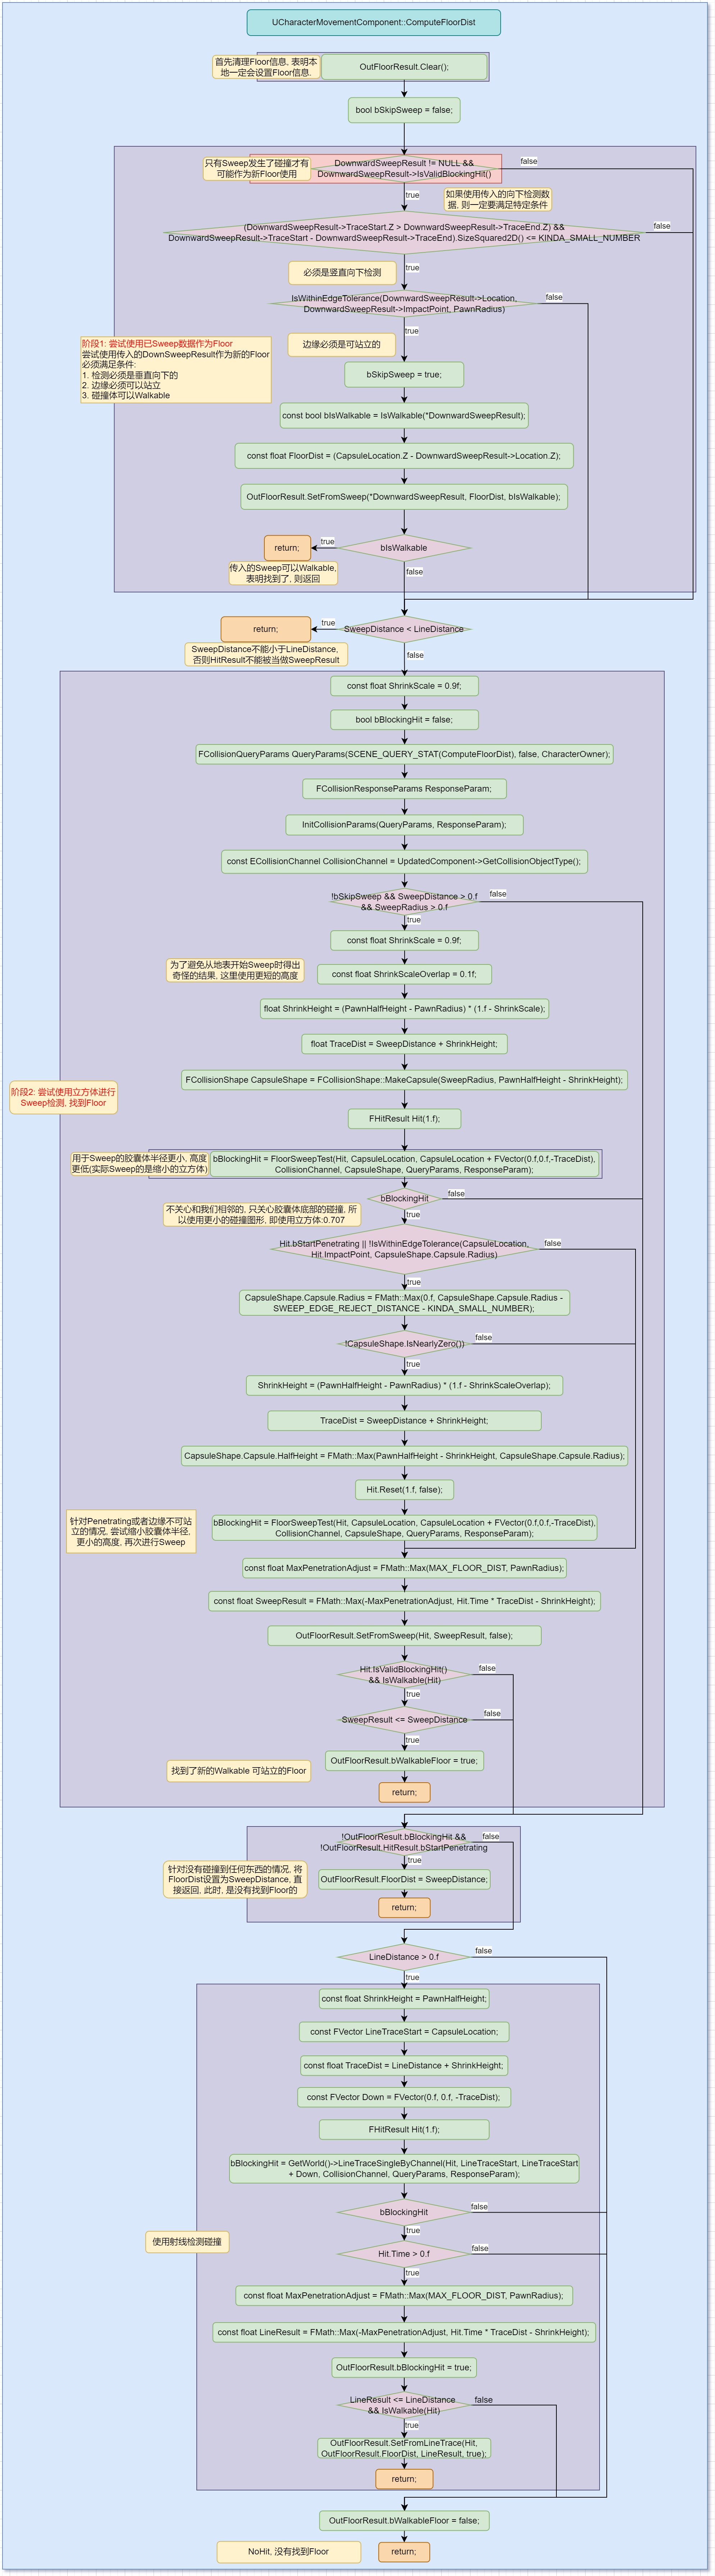 UCharacterMovementComponent::ComputeFloorDist
首先清理Floor信息, 表明本
地一定会设置Floor信息.
OutFloorResult.Clear();
bool bSkipSweep = false;
只有Sweep发生了碰撞才有
可能作为新Floor使用
DownwardSweepResult != NULL &&
DownwardSweepResult->IsValidBlockingHit()
false
true
如果使用传入的向下检测数
据, 则一定要满足特定条件
(DownwardSweepResult->TraceStart.Z > DownwardSweepResult->TraceEnd.Z) &&
DownwardSweepResult->TraceStart - DownwardSweepResult->TraceEnd).SizeSquared2D() <= KINDA_SMALL_NUMBER
false
true
必须是竖直向下检测
IsWithinEdgeTolerance(DownwardSweepResult->Location,
DownwardSweepResult->ImpactPoint, PawnRadius)
false
true
边缘必须是可站立的
阶段1: 尝试使用已Sweep数据作为Floor
尝试使用传入的DownSweepResult作为新的Floor
必须满足条件:
1. 检测必须是垂直向下的
2. 边缘必须可以站立
3. 碰撞体可以Walkable
bSkipSweep = true;
const bool bIsWalkable = IsWalkable(*DownwardSweepResult);
const float FloorDist = (CapsuleLocation.Z - DownwardSweepResult->Location.Z);
OutFloorResult.SetFromSweep(*DownwardSweepResult, FloorDist, bIsWalkable);
return;
true
bIsWalkable
传入的Sweep可以Walkable,
表明找到了, 则返回
false
return;
true
SweepDistance < LineDistance
SweepDistance不能小于LineDistance,
否则HitResult不能被当做SweepResult
false
const float ShrinkScale = 0.9f;
bool bBlockingHit = false;
FCollisionQueryParams QueryParams(SCENE_QUERY_STAT(ComputeFloorDist), false, CharacterOwner);
FCollisionResponseParams ResponseParam;
InitCollisionParams(QueryParams, ResponseParam);
const ECollisionChannel CollisionChannel = UpdatedComponent->GetCollisionObjectType();
!bSkipSweep && SweepDistance > 0.f
&& SweepRadius > 0.f
false
true
const float ShrinkScale = 0.9f;
为了避免从地表开始Sweep时得出
奇怪的结果, 这里使用更短的高度
const float ShrinkScaleOverlap = 0.1f;
float ShrinkHeight = (PawnHalfHeight - PawnRadius) * (1.f - ShrinkScale);
float TraceDist = SweepDistance + ShrinkHeight;
阶段2: 尝试使用立方体进行
Sweep检测, 找到Floor
FCollisionShape CapsuleShape = FCollisionShape::MakeCapsule(SweepRadius, PawnHalfHeight - ShrinkHeight);
FHitResult Hit(1.f);
用于Sweep的胶囊体半径更小, 高度
更低(实际Sweep的是缩小的立方体)
bBlockingHit = FloorSweepTest(Hit, CapsuleLocation, CapsuleLocation + FVector(0.f,0.f,-TraceDist),
CollisionChannel, CapsuleShape, QueryParams, ResponseParam);
bBlockingHit
false
true
不关心和我们相邻的, 只关心胶囊体底部的碰撞, 所
以使用更小的碰撞图形, 即使用立方体:0.707
Hit.bStartPenetrating || !IsWithinEdgeTolerance(CapsuleLocation,
Hit.ImpactPoint, CapsuleShape.Capsule.Radius)
false
true
CapsuleShape.Capsule.Radius = FMath::Max(0.f, CapsuleShape.Capsule.Radius -
SWEEP_EDGE_REJECT_DISTANCE - KINDA_SMALL_NUMBER);
!CapsuleShape.IsNearlyZero())
false
true
ShrinkHeight = (PawnHalfHeight - PawnRadius) * (1.f - ShrinkScaleOverlap);
TraceDist = SweepDistance + ShrinkHeight;
CapsuleShape.Capsule.HalfHeight = FMath::Max(PawnHalfHeight - ShrinkHeight, CapsuleShape.Capsule.Radius);
Hit.Reset(1.f, false);
针对Penetrating或者边缘不可站
立的情况, 尝试缩小胶囊体半径,
更小的高度, 再次进行Sweep
bBlockingHit = FloorSweepTest(Hit, CapsuleLocation, CapsuleLocation + FVector(0.f,0.f,-TraceDist),
CollisionChannel, CapsuleShape, QueryParams, ResponseParam);
const float MaxPenetrationAdjust = FMath::Max(MAX_FLOOR_DIST, PawnRadius);
const float SweepResult = FMath::Max(-MaxPenetrationAdjust, Hit.Time * TraceDist - ShrinkHeight);
OutFloorResult.SetFromSweep(Hit, SweepResult, false);
Hit.IsValidBlockingHit()
&& IsWalkable(Hit)
false
true
SweepResult <= SweepDistance
false
true
找到了新的Walkable 可站立的Floor
OutFloorResult.bWalkableFloor = true;
return;
!OutFloorResult.bBlockingHit &&
!OutFloorResult.HitResult.bStartPenetrating
false
true
针对没有碰撞到任何东西的情况, 将
FloorDist设置为SweepDistance, 直
接返回, 此时, 是没有找到Floor的
OutFloorResult.FloorDist = SweepDistance;
return;
LineDistance > 0.f
false
true
const float ShrinkHeight = PawnHalfHeight;
const FVector LineTraceStart = CapsuleLocation;
const float TraceDist = LineDistance + ShrinkHeight;
const FVector Down = FVector(0.f, 0.f, -TraceDist);
FHitResult Hit(1.f);
bBlockingHit = GetWorld()->LineTraceSingleByChannel(Hit, LineTraceStart, LineTraceStart
+ Down, CollisionChannel, QueryParams, ResponseParam);
bBlockingHit
false
true
使用射线检测碰撞
Hit.Time > 0.f
false
true
const float MaxPenetrationAdjust = FMath::Max(MAX_FLOOR_DIST, PawnRadius);
const float LineResult = FMath::Max(-MaxPenetrationAdjust, Hit.Time * TraceDist - ShrinkHeight);
OutFloorResult.bBlockingHit = true;
LineResult <= LineDistance
&& IsWalkable(Hit)
false
true
OutFloorResult.SetFromLineTrace(Hit,
OutFloorResult.FloorDist, LineResult, true);
return;
OutFloorResult.bWalkableFloor = false;
NoHit, 没有找到Floor
return;